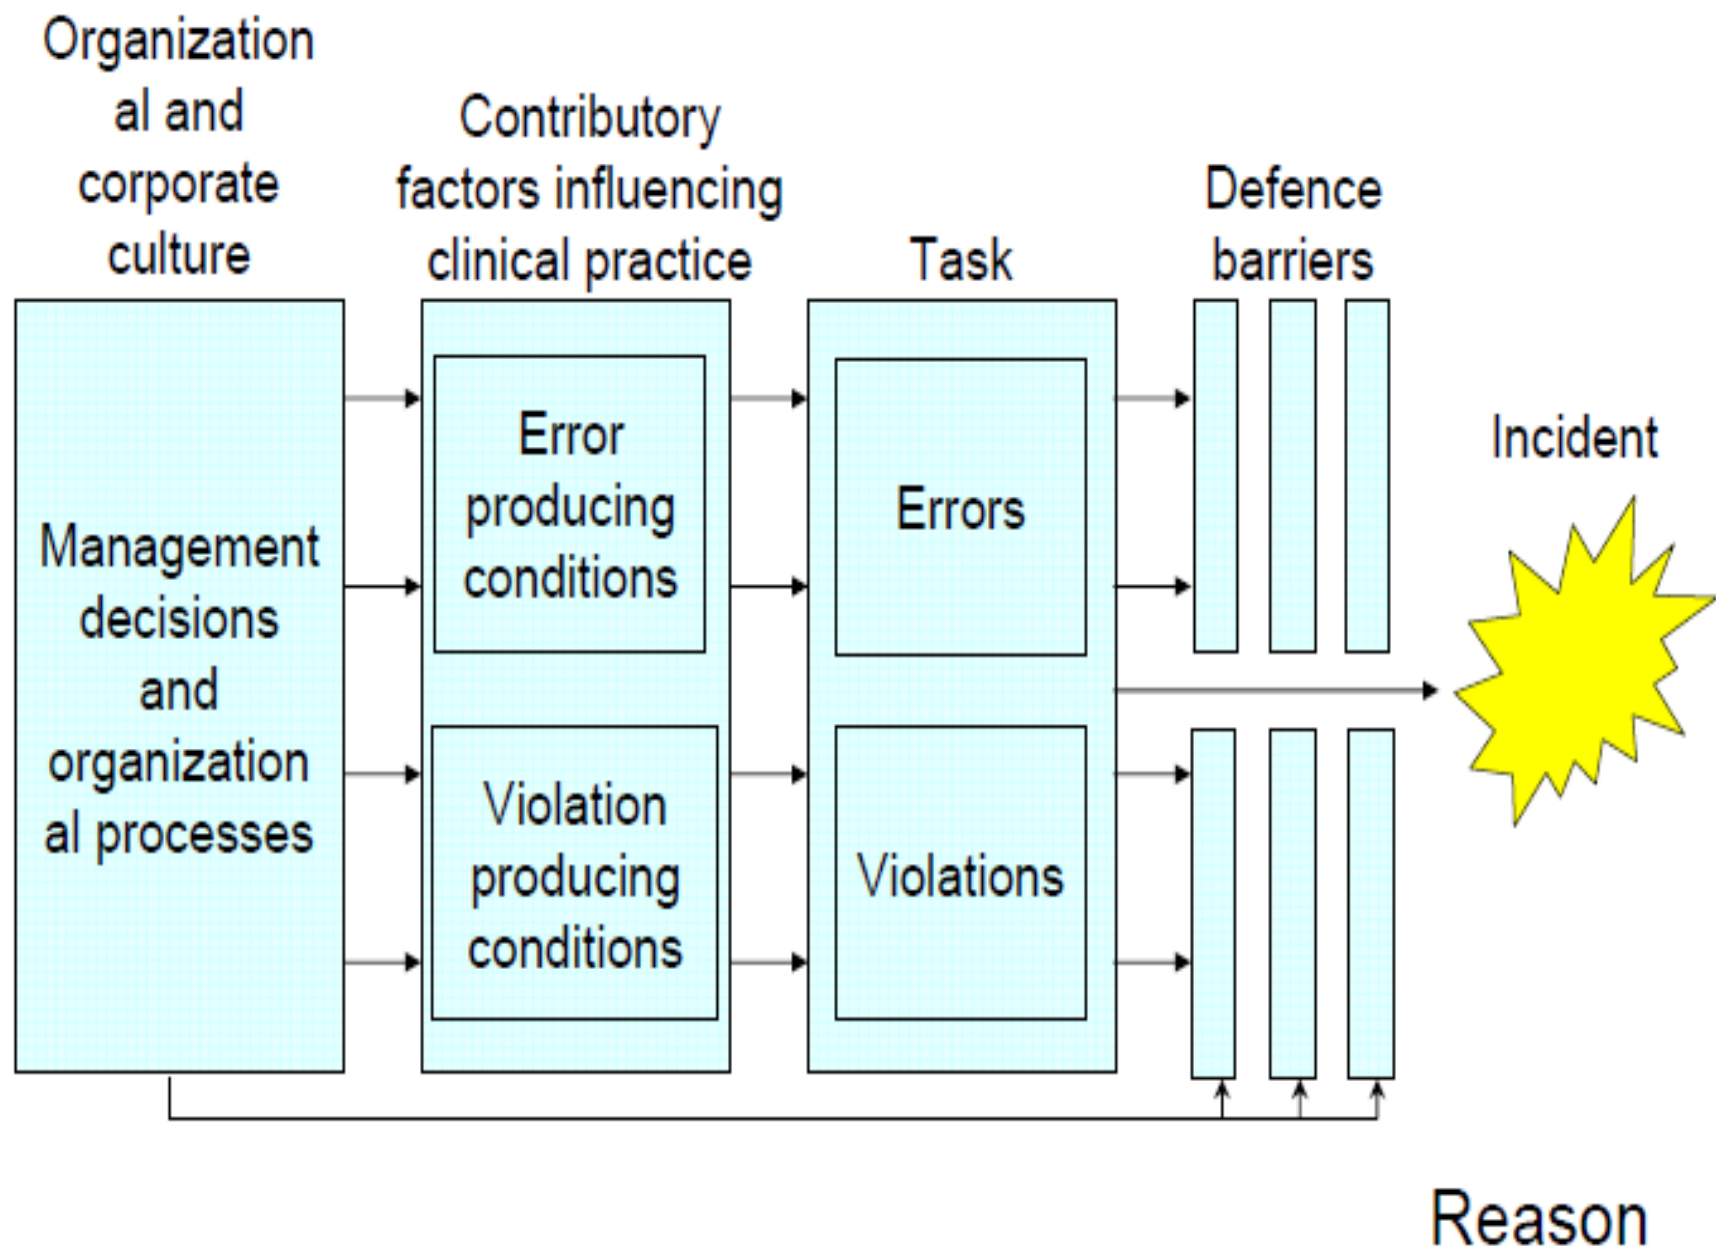 Organization
al and
corporate
culture
Contributory
factors influencing
clinical practice
Task
Defence
barriers
Management
decisions
and
organization
al processes
Error
producing
conditions
Violation
producing
conditions
Errors
Violations
Incident
Reason